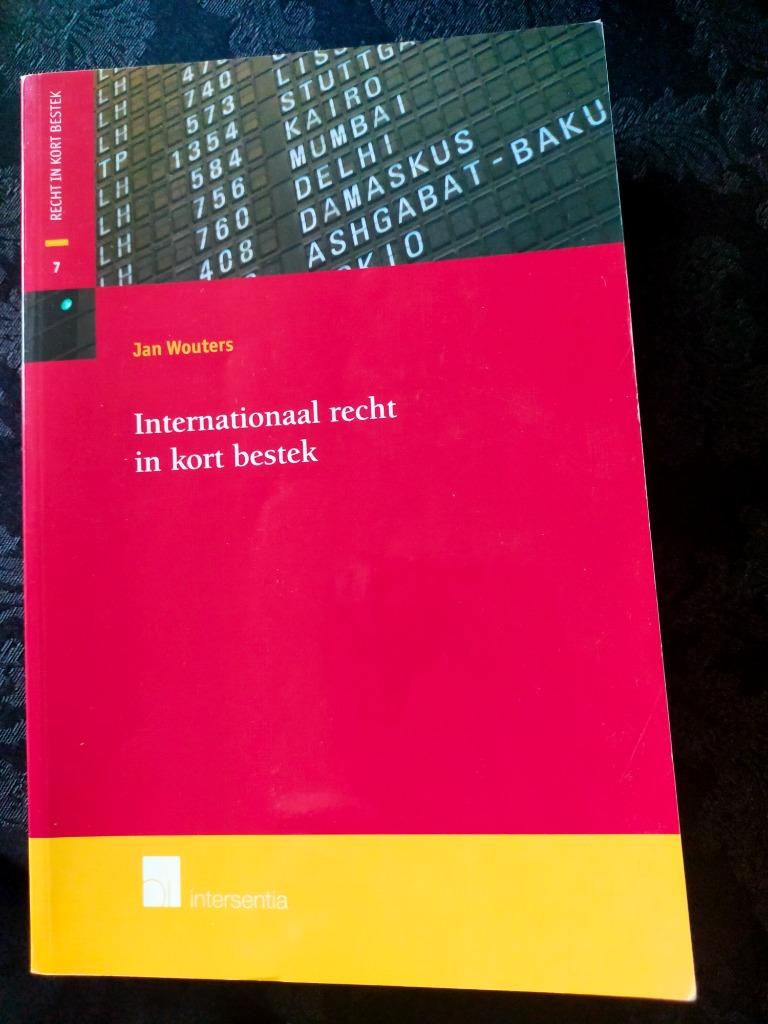 RECHT IN KORT BESTEK
7
LH 740 STUTTGA
LH 573 KAIRO
TP 1354 MUMBAI
LH 584 DELHI
LH 756 DAMASKUS
LH 760 ASHGABAT-BAKU
LH 408
Jan Wouters
Internationaal recht
in kort bestek
intersentia